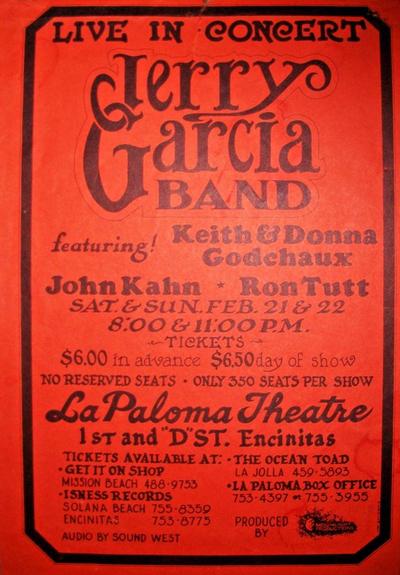 LIVE IN CONCERT
Jerry
Garcia
BAND
featuring! Keith & Donna
Godchaux
John Kahn * Ron Tutt
SAT. & SUN. FEB. 21 & 22
8:00 & 11:00 P.M.
TICKETS
$6.00 in advance $6.50 day of show
NO RESERVED SEATS • ONLY 350 SEATS PER SHOW
La Paloma Theatre
1st and "D" ST. Encinitas
TICKETS AVAILABLE AT:
• GET IT ON SHOP
MISSION BEACH 488-9753
• ISNESS RECORDS
SOLANA BEACH 755-8359
ENCINITAS 753-8775
AUDIO BY SOUND WEST
• THE OCEAN TOAD
LA JOLLA 459-5893
• LA PALOMA BOX OFFICE
753-4397 or 755-3955
PRODUCED
BY